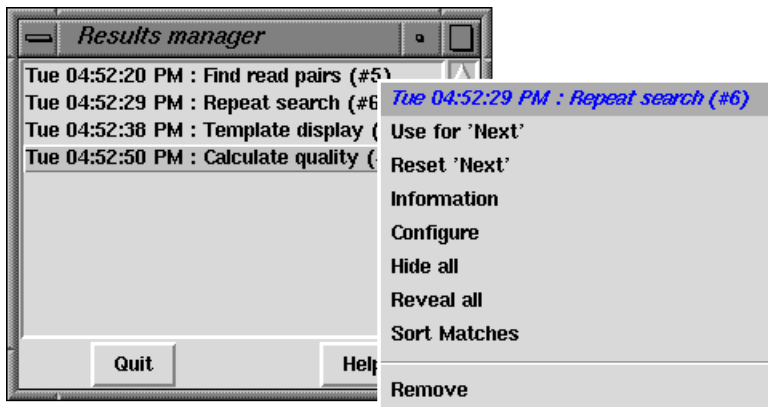 Results manager
Tue 04:52:20 PM : Find read pairs (#5)
Tue 04:52:29 PM : Repeat search (#6
Tue 04:52:38 PM : Template display (
Tue 04:52:50 PM : Calculate quality (
Quit
Help
Tue 04:52:29 PM : Repeat search (#6)
Use for 'Next'
Reset 'Next'
Information
Configure
Hide all
Reveal all
Sort Matches
Remove